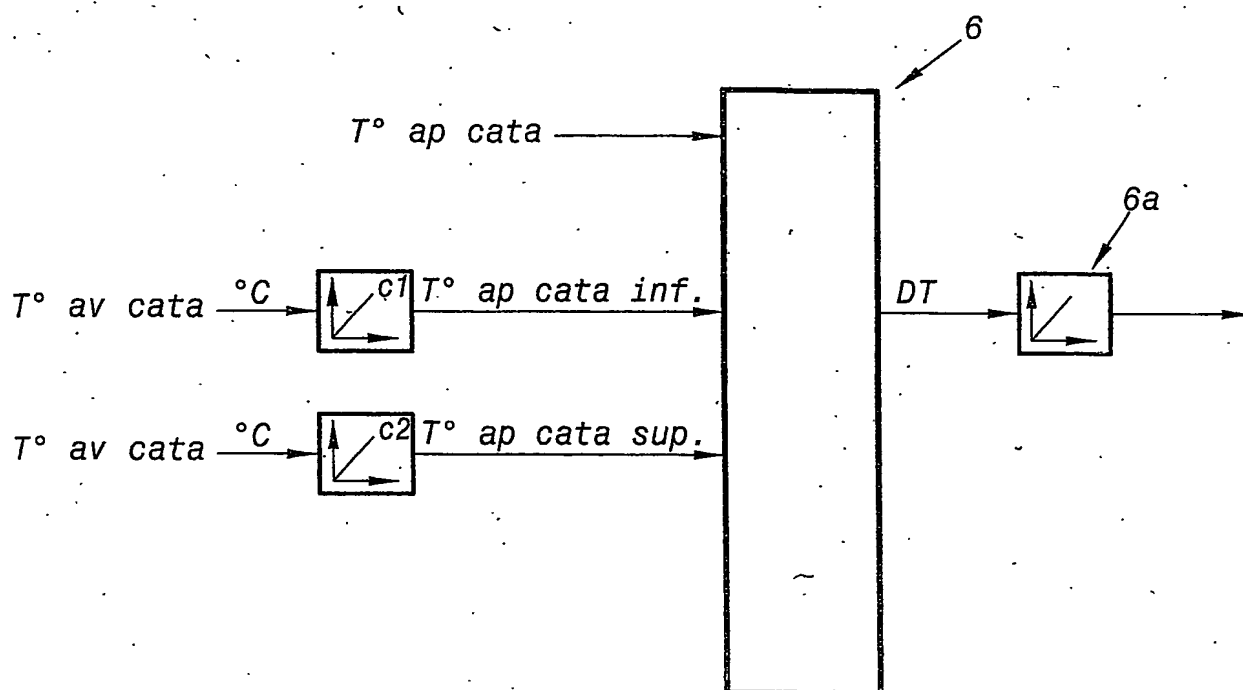 6
T° ap cata
6a
T° av cata °C c1 T° ap cata inf. DT
T° av cata °C c2 T° ap cata sup.